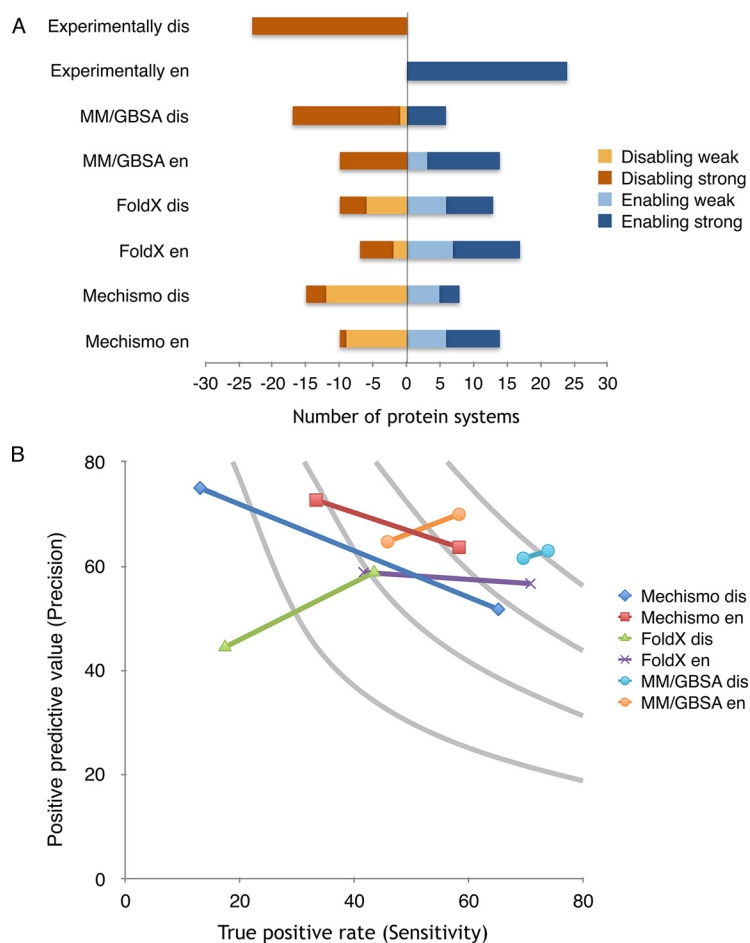 A
Experimentally dis
Experimentally en
MM/GBSA dis
MM/GBSA en
FoldX dis
FoldX en
Mechismo dis
Mechismo en
Disabling weak
Disabling strong
Enabling weak
Enabling strong
-30 -25 -20 -15 -10 -5 0 5 10 15 20 25 30
Number of protein systems
B
Positive predictive value (Precision)
80
60
40
20
0
0 20 40 60 80
True positive rate (Sensitivity)
Mechismo dis
Mechismo en
FoldX dis
FoldX en
MM/GBSA dis
MM/GBSA en